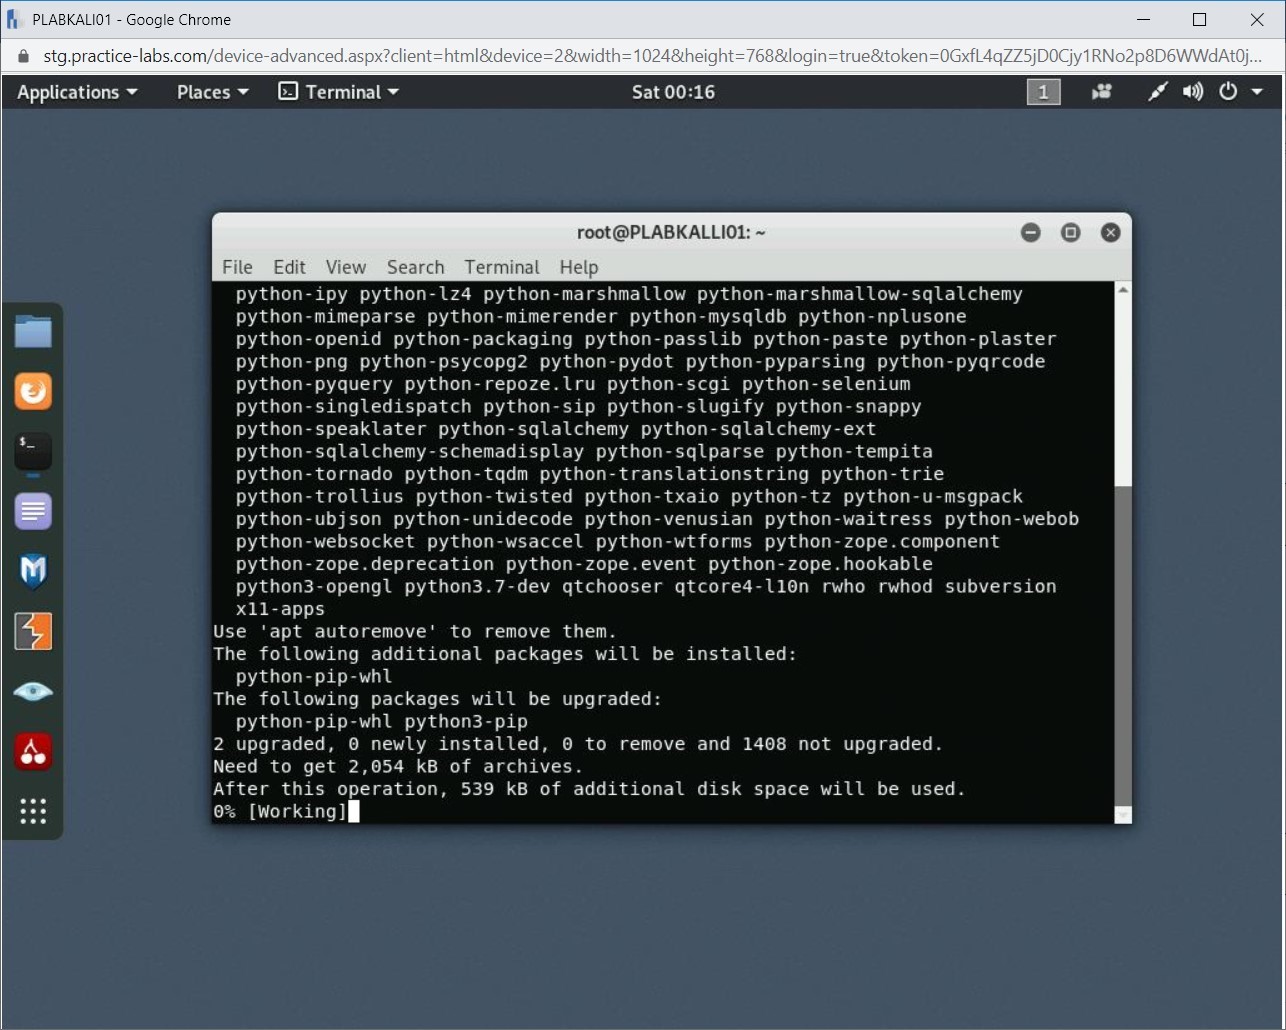 PLABKALI01 - Google Chrome
stg.practice-labs.com/device-advanced.aspx?client=html&device=2&width=1024&height=768&login=true&token=0GxfL4qZZ5jD0Cjy1RNo2p8D6WWdAt0j...
Applications Places Terminal Sat 00:16 1
root@PLABKALLI01: ~
File Edit View Search Terminal Help
python-ipy python-lz4 python-marshmallow python-marshmallow-sqlalchemy
python-mimeparse python-mimerender python-mysqldb python-nplusone
python-openid python-packaging python-passlib python-paste python-plaster
python-png python-psycopg2 python-pydot python-pyparsing python-pyqrcode
python-pyquery python-repoze.lru python-scgi python-selenium
python-singledispatch python-sip python-slugify python-snappy
python-speaklater python-sqlalchemy python-sqlalchemy-ext
python-sqlalchemy-schemadisplay python-sqlparse python-tempita
python-tornado python-tqdm python-translationstring python-trie
python-trollius python-twisted python-txaio python-tz python-u-msgpack
python-ubjson python-unidecode python-venusian python-waitress python-webob
python-websocket python-wsaccel python-wtforms python-zope.component
python-zope.deprecation python-zope.event python-zope.hookable
python3-opengl python3.7-dev qtchooser qtcore4-l10n rwho rwhod subversion
x11-apps
Use 'apt autoremove' to remove them.
The following additional packages will be installed:
python-pip-whl
The following packages will be upgraded:
python-pip-whl python3-pip
2 upgraded, 0 newly installed, 0 to remove and 1408 not upgraded.
Need to get 2,054 kB of archives.
After this operation, 539 kB of additional disk space will be used.
0% [Working]